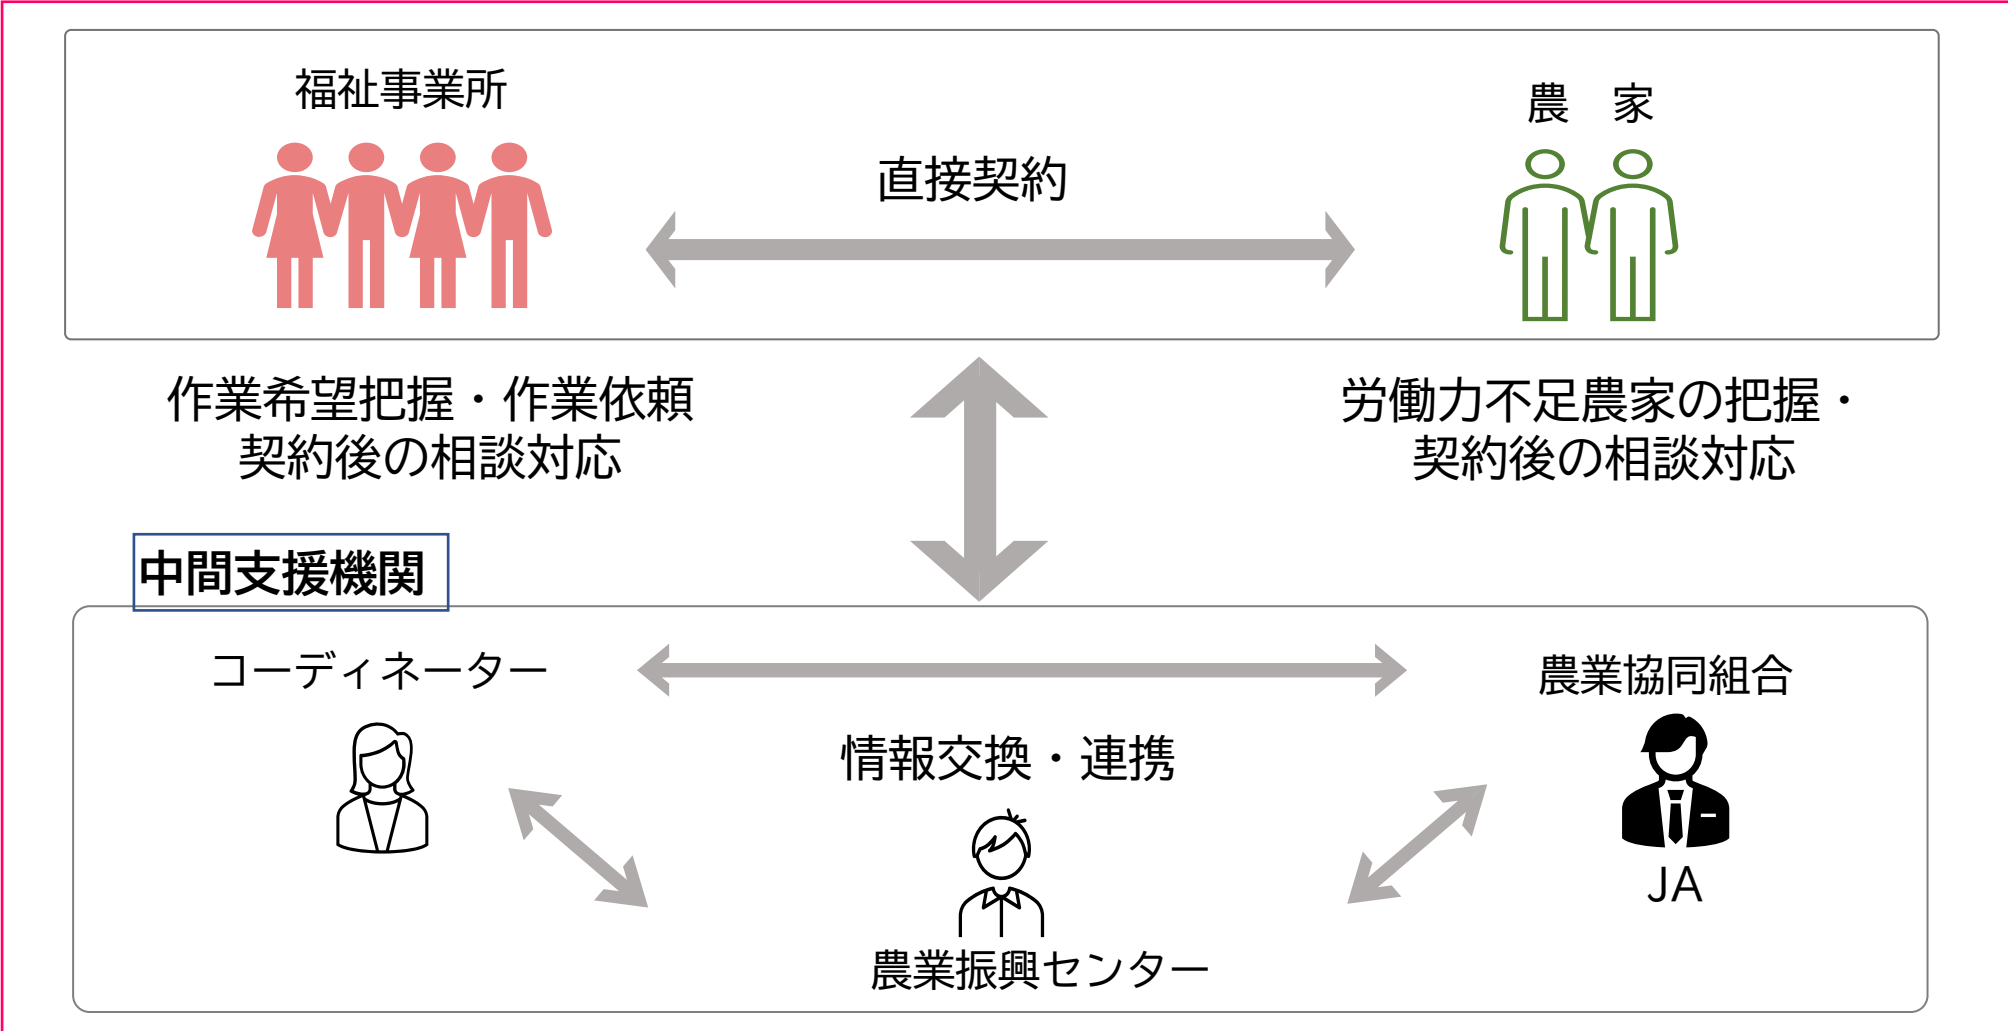 福祉事業所
農　家
直接契約
作業希望把握・作業依頼
契約後の相談対応
労働力不足農家の把握・
契約後の相談対応
中間支援機関
コーディネーター
農業協同組合
情報交換・連携
JA
農業振興センター